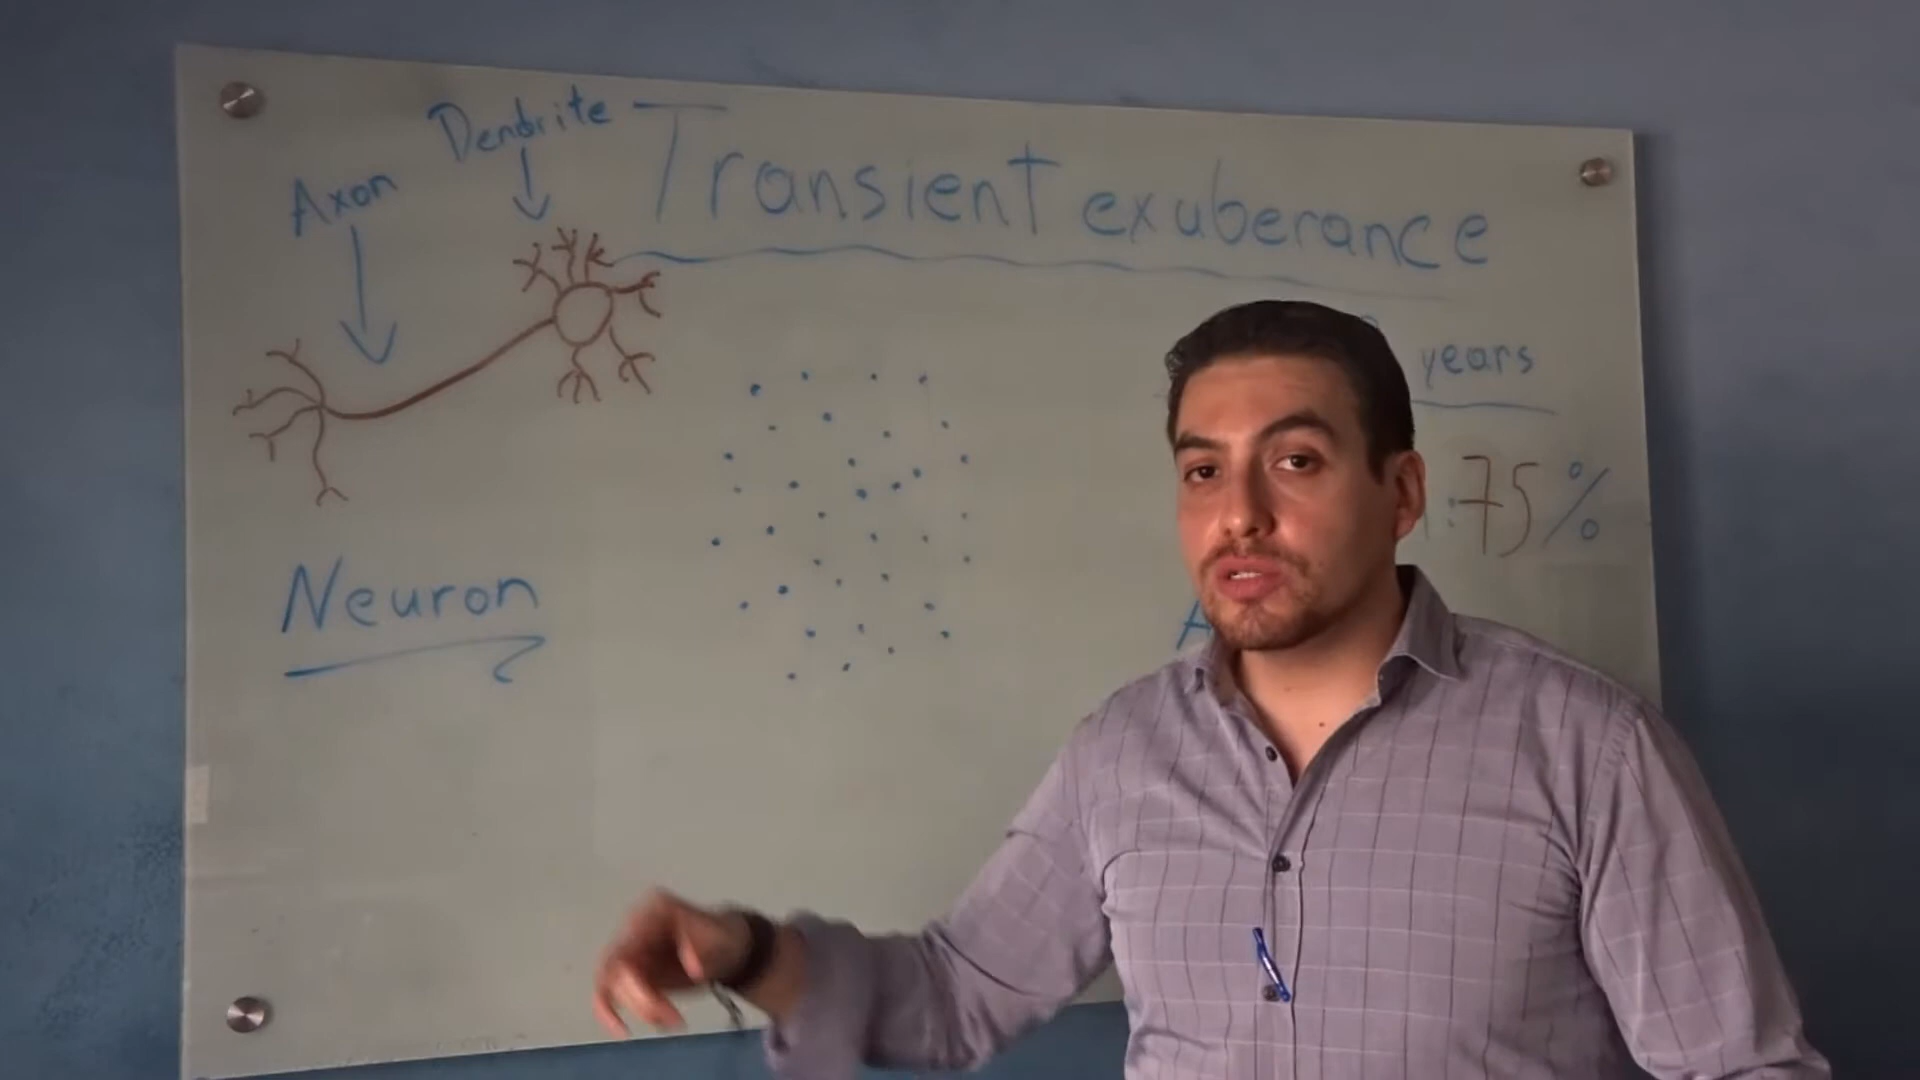 Dendrite
Axon
Transient exuberance
years
:75%
Neuron
A